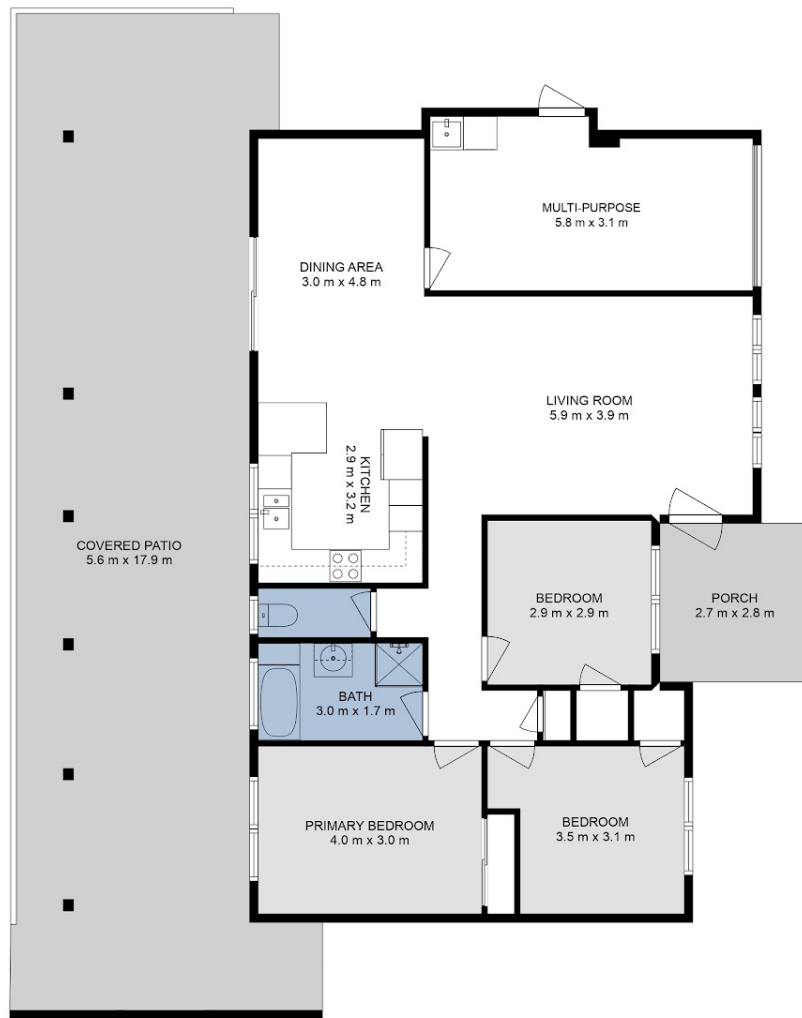 MULTI-PURPOSE
5.8 m x 3.1 m
DINING AREA
3.0 m x 4.8 m
LIVING ROOM
5.9 m x 3.9 m
KITCHEN
2.9 m x 3.2 m
COVERED PATIO
5.6 m x 17.9 m
BEDROOM
2.9 m x 2.9 m
PORCH
2.7 m x 2.8 m
BATH
3.0 m x 1.7 m
PRIMARY BEDROOM
4.0 m x 3.0 m
BEDROOM
3.5 m x 3.1 m